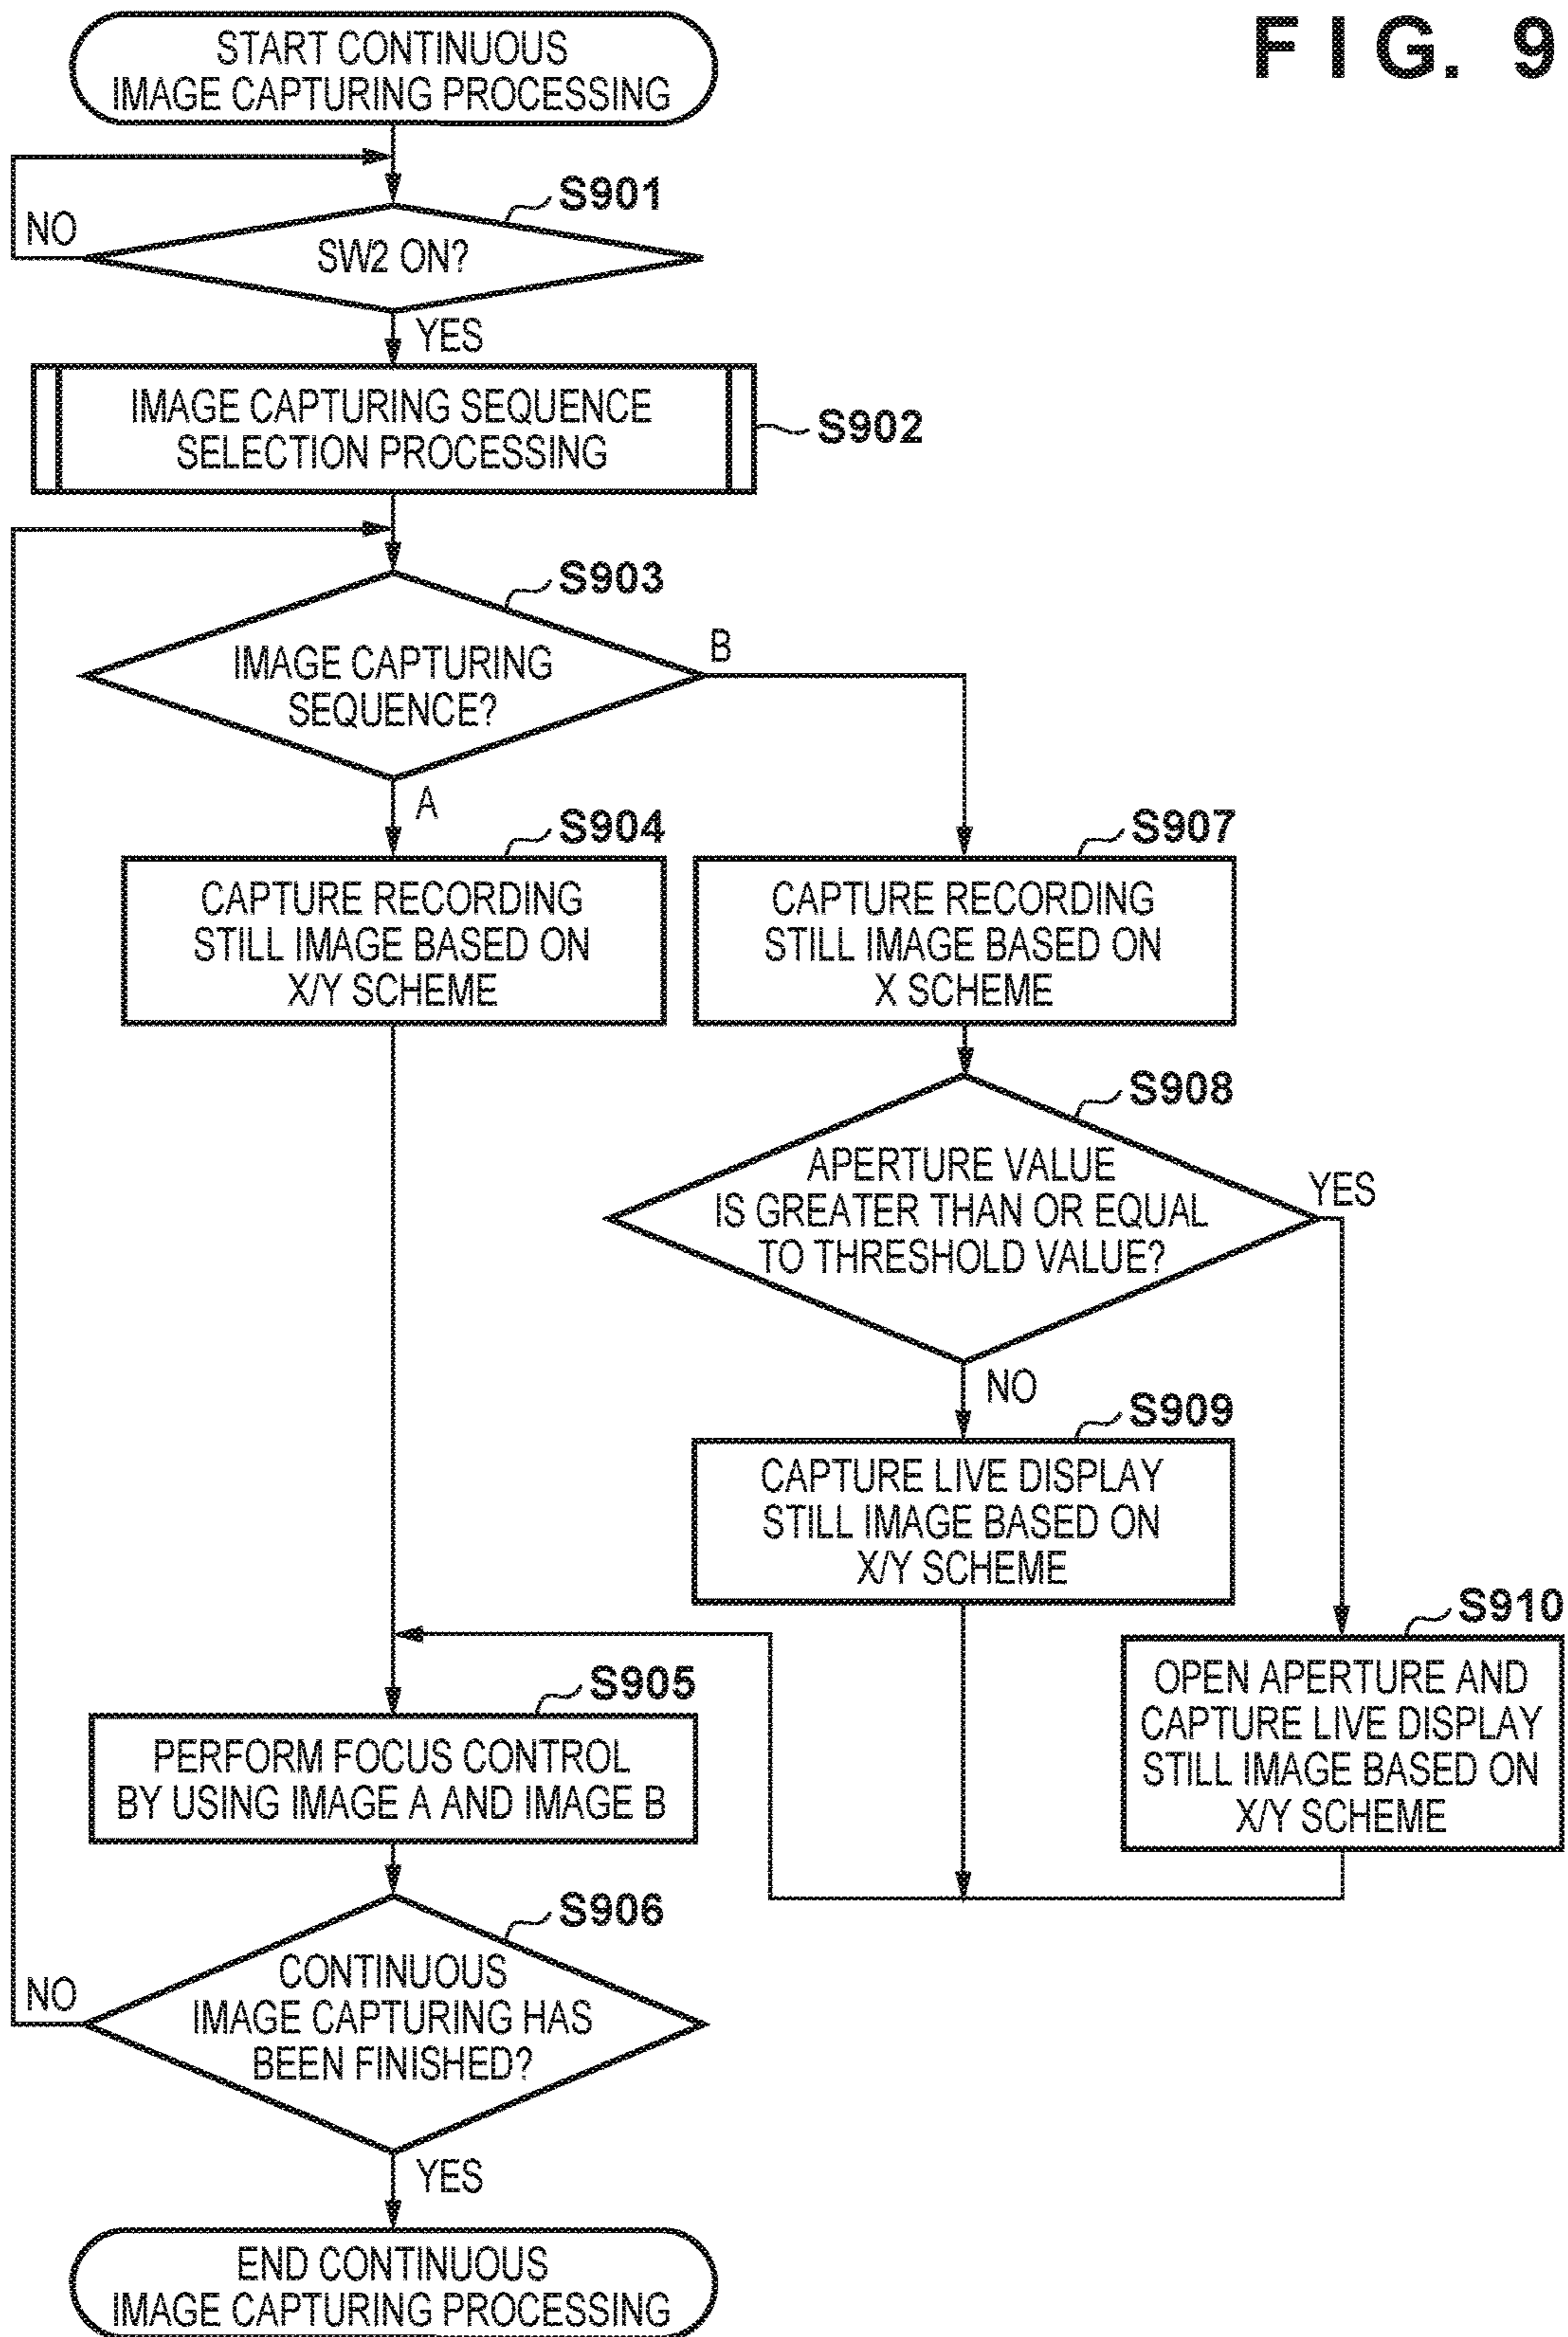 FIG. 9
START CONTINUOUS
IMAGE CAPTURING PROCESSING
S901
NO
SW2 ON?
YES
IMAGE CAPTURING SEQUENCE
SELECTION PROCESSING
S902
S903
IMAGE CAPTURING
SEQUENCE?
B
A
S904
CAPTURE RECORDING
STILL IMAGE BASED ON
X/Y SCHEME
S907
CAPTURE RECORDING
STILL IMAGE BASED ON
X SCHEME
S908
APERTURE VALUE
IS GREATER THAN OR EQUAL
TO THRESHOLD VALUE?
YES
NO
S909
CAPTURE LIVE DISPLAY
STILL IMAGE BASED ON
X/Y SCHEME
S910
OPEN APERTURE AND
CAPTURE LIVE DISPLAY
STILL IMAGE BASED ON
X/Y SCHEME
S905
PERFORM FOCUS CONTROL
BY USING IMAGE A AND IMAGE B
S906
CONTINUOUS
IMAGE CAPTURING HAS
BEEN FINISHED?
NO
YES
END CONTINUOUS
IMAGE CAPTURING PROCESSING